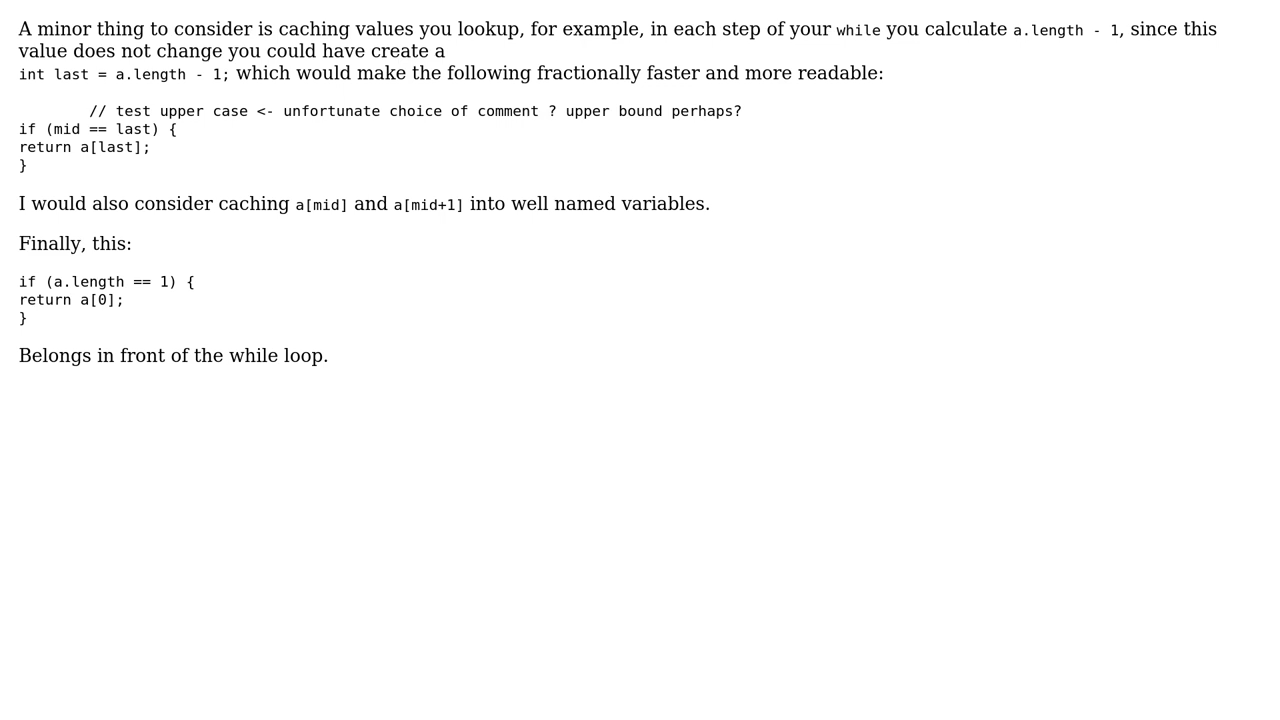 A minor thing to consider is caching values you lookup, for example, in each step of your while you calculate a.length - 1, since this
value does not change you could have create a
int last = a.length - 1; which would make the following fractionally faster and more readable:
        // test upper case <- unfortunate choice of comment ? upper bound perhaps?
if (mid == last) {
return a[last];
}
I would also consider caching a[mid] and a[mid+1] into well named variables.
Finally, this:
if (a.length == 1) {
return a[0];
}
Belongs in front of the while loop.